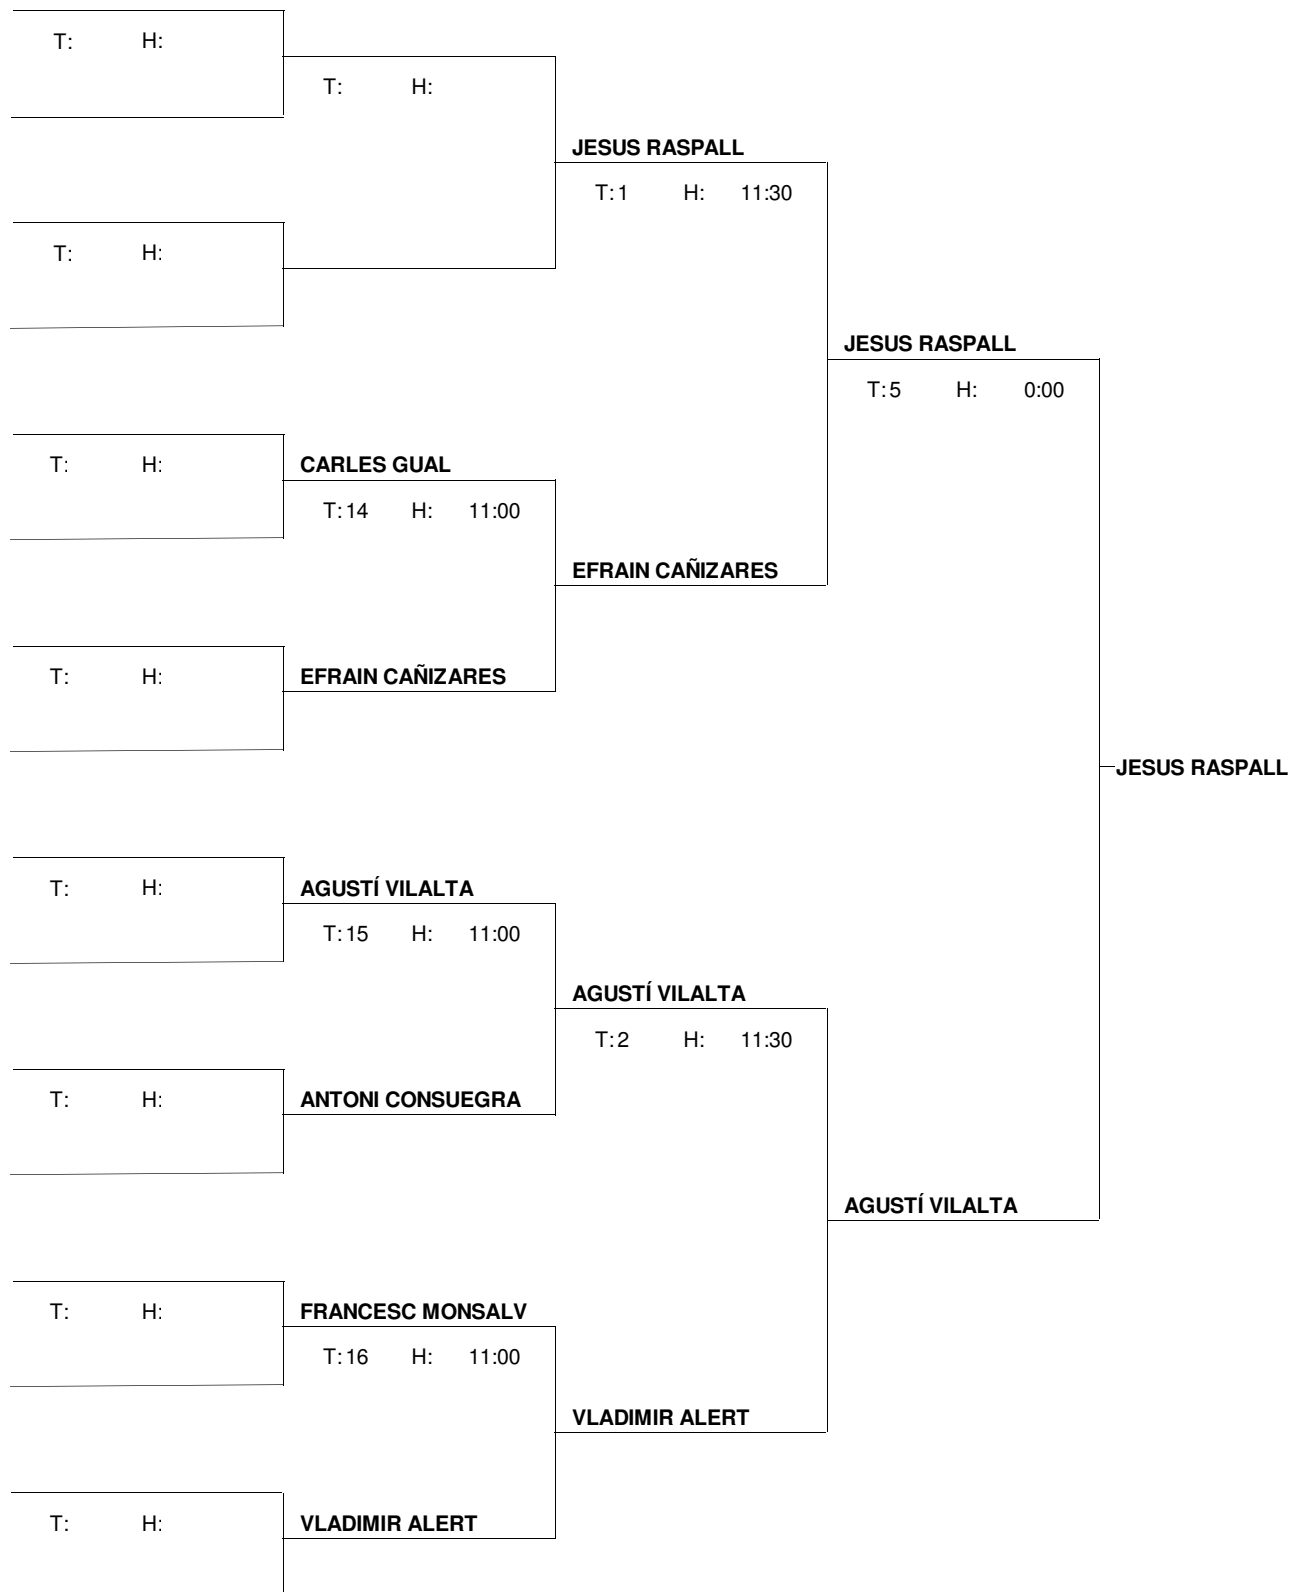 T: H:
T: H:
JESUS RASPALL
T:1 H: 11:30
T: H:
JESUS RASPALL
T:5 H: 0:00
T: H:
CARLES GUAL
T:14 H: 11:00
EFRAIN CAÑIZARES
T: H:
EFRAIN CAÑIZARES
JESUS RASPALL
T: H:
AGUSTÍ VILALTA
T:15 H: 11:00
AGUSTÍ VILALTA
T:2 H: 11:30
T: H:
ANTONI CONSUEGRA
AGUSTÍ VILALTA
T: H:
FRANCESC MONSALV
T:16 H: 11:00
VLADIMIR ALERT
T: H:
VLADIMIR ALERT